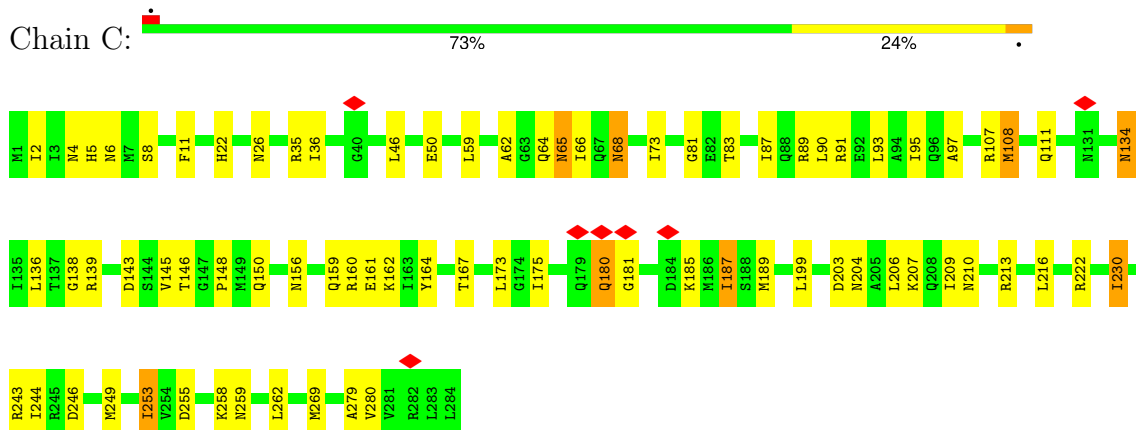 Chain C:
73% 24%
M1 I2 I3 N4 H5 N6 M7 S8 F11 H22 N26 R35 I36 G40 L46 E50 L59 A62 G63 Q64 N65 I66 Q67 N68 I73 G81 E82 T83 I87 Q88 R89 L90 R91 E92 L93 A94 I95 Q96 A97 R107 M108 Q111 N131 N134
I135 L136 T137 G138 R139 D143 S144 V145 T146 G147 P148 M149 Q150 N156 Q159 R160 E161 K162 I163 Y164 T167 L173 G174 I175 Q179 Q180 G181 D184 K185 M186 I187 S188 M189 L199 D203 N204 A205 L206 K207 Q208 I209 N210 R213 L216 R222 I230
R243 I244 R245 D246 M249 I253 V254 D255 K258 N259 L262 M269 A279 V280 V281 R282 L283 L284